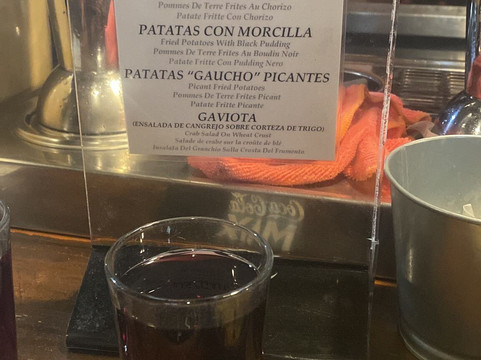 Pommes De Terre Frites Au Chorizo
Patate Fritte Con Chorizo
PATATAS CON MORCILLA
Fried Potatoes With Black Pudding
Pommes De Terre Frites Au Boudin Noir
Patate Fritte Con Pudding Nero
PATATAS “GAUCHO” PICANTES
Picant Fried Potatoes
Pommes De Terre Frites Picant
Patate Fritte Picante
GAVIOTA
(ENSALADA DE CANGREJO SOBRE CORTEZA DE TRIGO)
Crab Salad On Wheat Crust
Salade de crabe sur la croûte de blé
Insalata Del Granchio Sulla Crosta Del Frumento
Coca-Cola